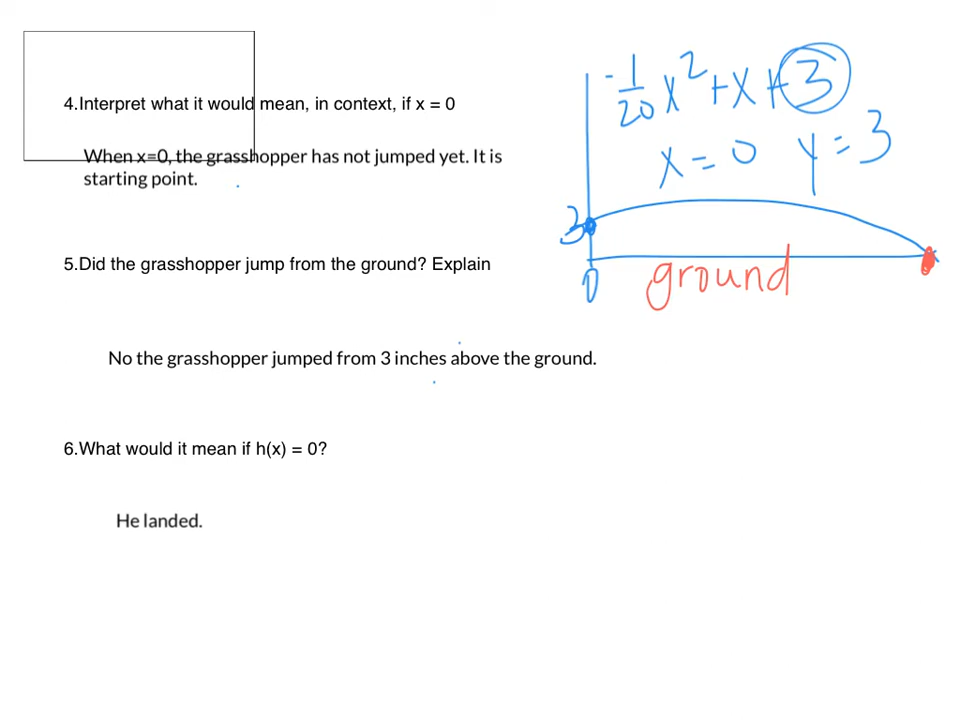 4.Interpret what it would mean, in context, if x = 0
When x=0, the grasshopper has not jumped yet. It is
starting point.
5.Did the grasshopper jump from the ground? Explain
No the grasshopper jumped from 3 inches above the ground.
6.What would it mean if h(x) = 0?
He landed.
-1/20 x² + x + 3
x = 0 y = 3
3
0
ground